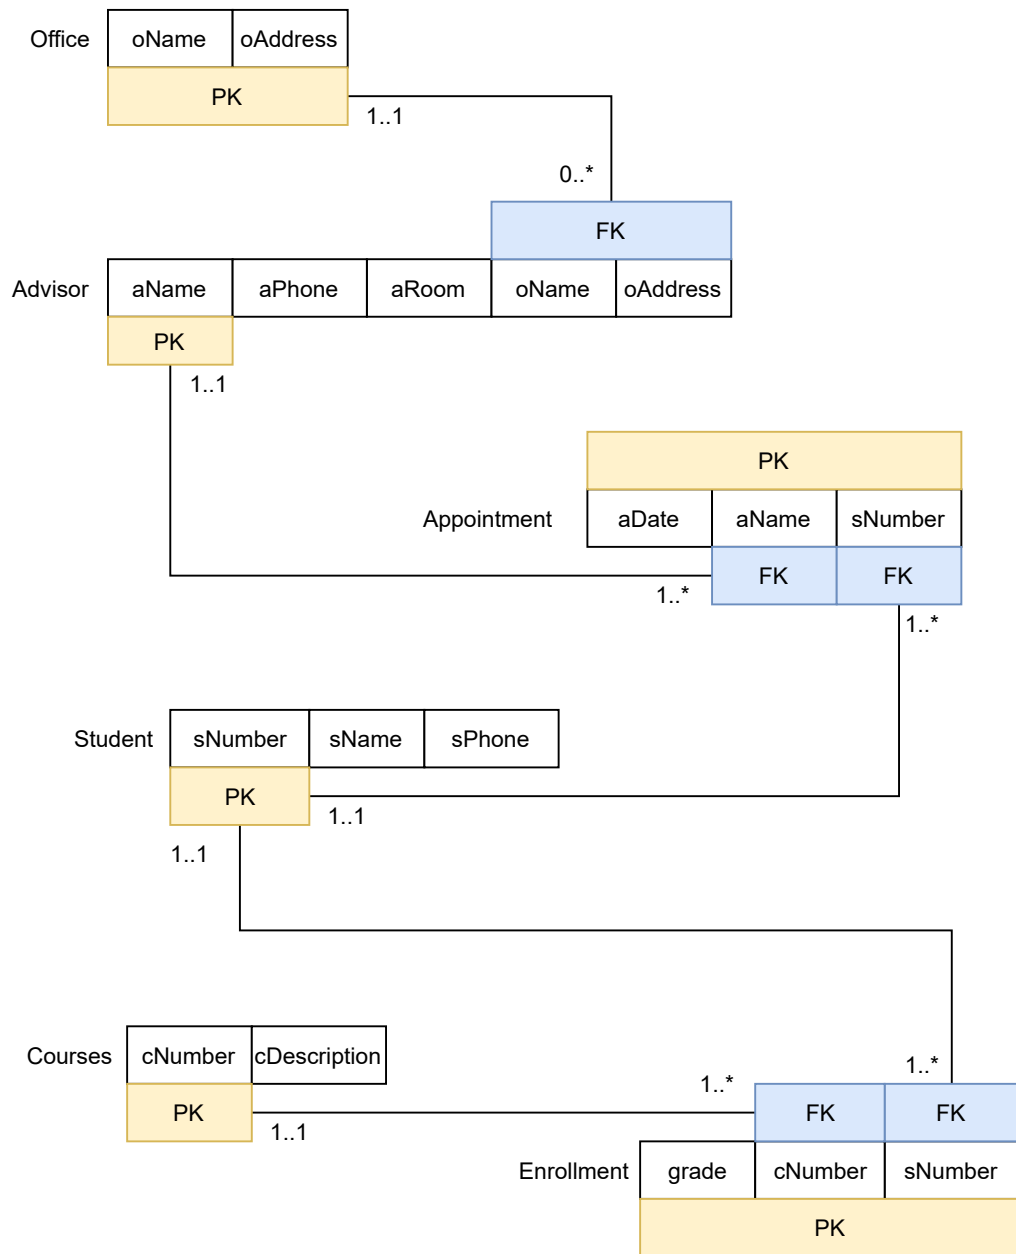 Office
oName
oAddress
PK
1..1
0..*
FK
Advisor
aName
aPhone
aRoom
oName
oAddress
PK
1..1
PK
Appointment
aDate
aName
sNumber
FK
FK
1..*
1..*
Student
sNumber
sName
sPhone
PK
1..1
1..1
Courses
cNumber
cDescription
PK
1..1
1..*
1..*
FK
FK
Enrollment
grade
cNumber
sNumber
PK